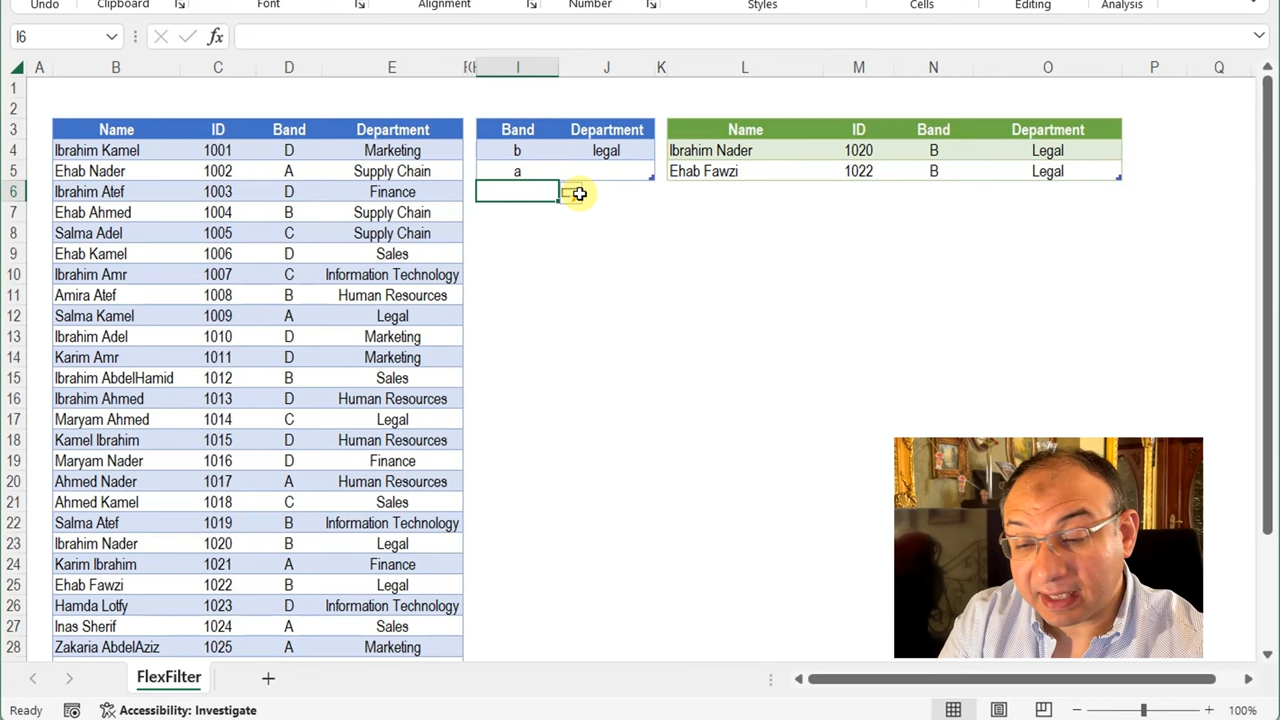 Undo Clipboard Font Alignment Number Styles Cells Editing Analysis
I6 fx
A B C D E I J K L M N O P Q
1
2
3 Name ID Band Department Band Department Name ID Band Department
4 Ibrahim Kamel 1001 D Marketing b legal Ibrahim Nader 1020 B Legal
5 Ehab Nader 1002 A Supply Chain a Ehab Fawzi 1022 B Legal
6 Ibrahim Atef 1003 D Finance
7 Ehab Ahmed 1004 B Supply Chain
8 Salma Adel 1005 C Supply Chain
9 Ehab Kamel 1006 D Sales
10 Ibrahim Amr 1007 C Information Technology
11 Amira Atef 1008 B Human Resources
12 Salma Kamel 1009 A Legal
13 Ibrahim Adel 1010 D Marketing
14 Karim Amr 1011 D Marketing
15 Ibrahim AbdelHamid 1012 B Sales
16 Ibrahim Ahmed 1013 D Human Resources
17 Maryam Ahmed 1014 C Legal
18 Kamel Ibrahim 1015 D Human Resources
19 Maryam Nader 1016 D Finance
20 Ahmed Nader 1017 A Human Resources
21 Ahmed Kamel 1018 C Sales
22 Salma Atef 1019 B Information Technology
23 Ibrahim Nader 1020 B Legal
24 Karim Ibrahim 1021 A Finance
25 Ehab Fawzi 1022 B Legal
26 Hamda Lotfy 1023 D Information Technology
27 Inas Sherif 1024 A Sales
28 Zakaria AbdelAziz 1025 A Marketing
FlexFilter
Ready Accessibility: Investigate 100%